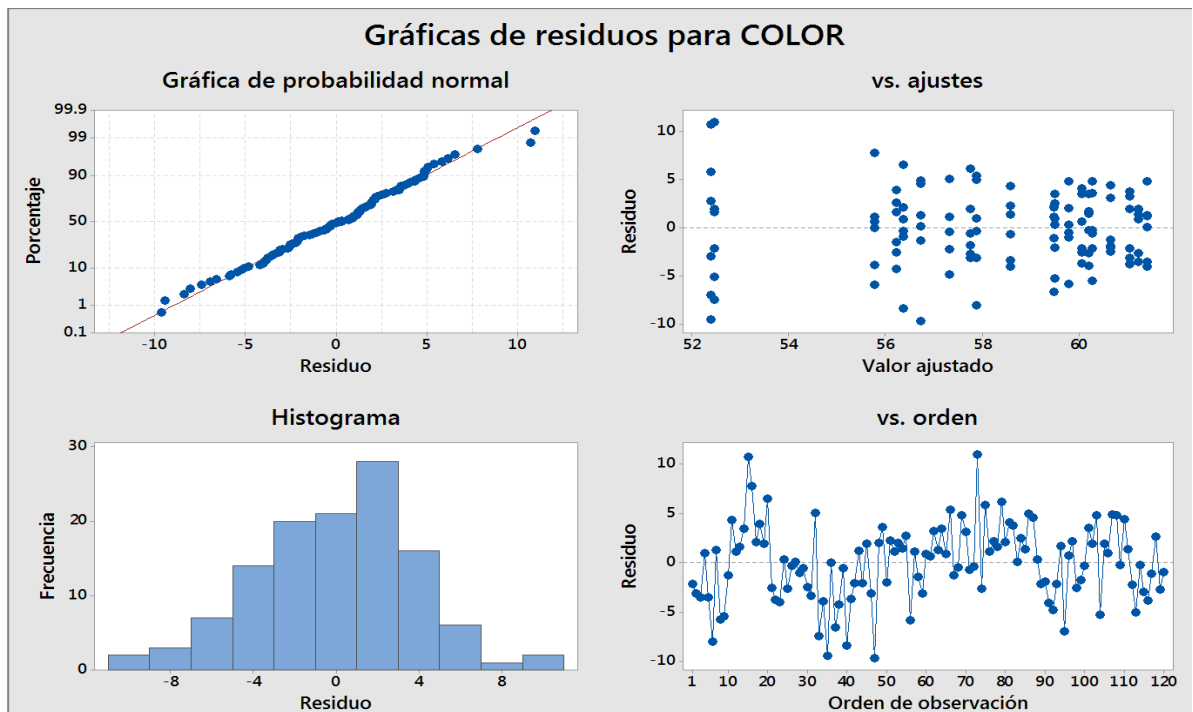 Gráficas de residuos para COLOR
Gráfica de probabilidad normal
99.9
99
90
50
10
1
0.1
Porcentaje
-10 -5 0 5 10
Residuo
vs. ajustes
10
5
0
-5
-10
Residuo
52 54 56 58 60
Valor ajustado
Histograma
30
20
10
0
Frecuencia
-8 -4 0 4 8
Residuo
vs. orden
10
5
0
-5
-10
Residuo
1 10 20 30 40 50 60 70 80 90 100 110 120
Orden de observación